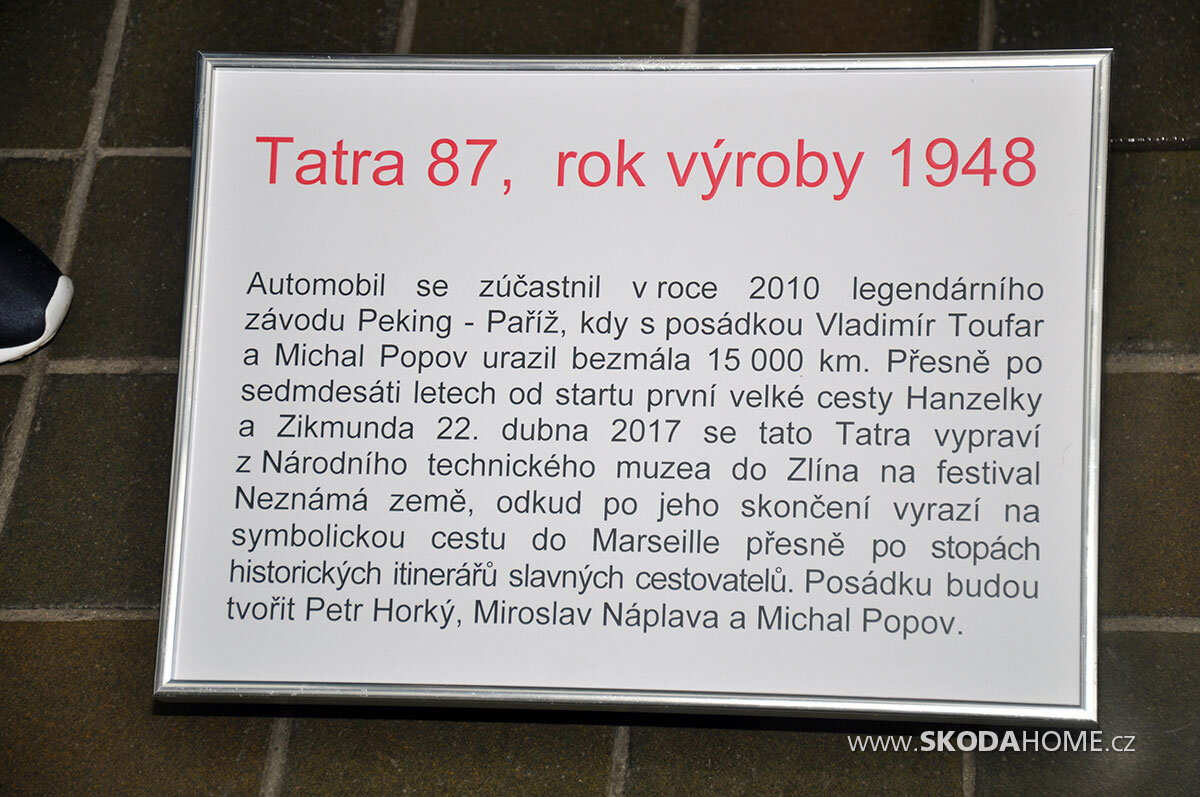 Tatra 87, rok výroby 1948
Automobil se zúčastnil v roce 2010 legendárního
závodu Peking - Paříž, kdy s posádkou Vladimír Toufar
a Michal Popov urazil bezmála 15 000 km. Přesně po
sedmdesáti letech od startu první velké cesty Hanzelky
a Zikmunda 22. dubna 2017 se tato Tatra vypraví
z Národního technického muzea do Zlína na festival
Neznámá země, odkud po jeho skončení vyrazí na
symbolickou cestu do Marseille přesně po stopách
historických itinerářů slavných cestovatelů. Posádku budou
tvořit Petr Horký, Miroslav Náplava a Michal Popov.
www.SKODAHOME.cz